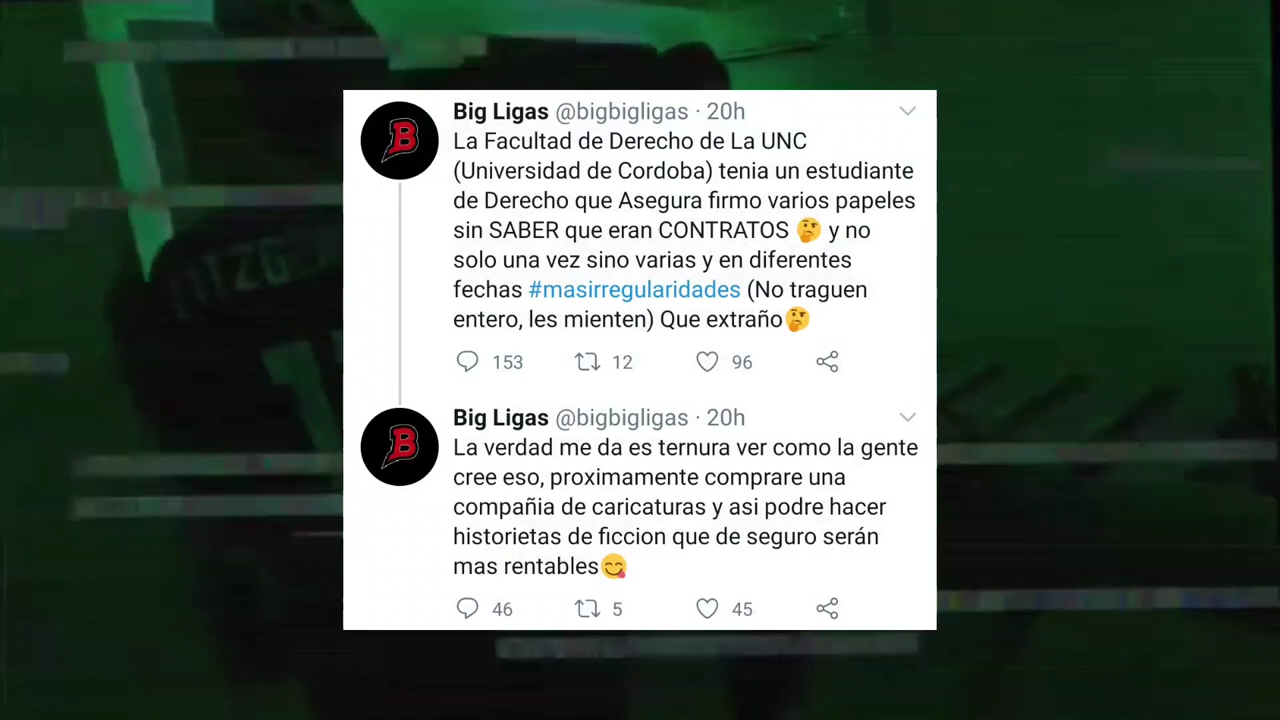 Big Ligas @bigbigligas · 20h
La Facultad de Derecho de La UNC
(Universidad de Cordoba) tenia un estudiante
de Derecho que Asegura firmo varios papeles
sin SABER que eran CONTRATOS 🤔 y no
solo una vez sino varias y en diferentes
fechas #masirregularidades (No traguen
entero, les mienten) Que extraño🤔
153 12 96
Big Ligas @bigbigligas · 20h
La verdad me da es ternura ver como la gente
cree eso, proximamente comprare una
compañia de caricaturas y asi podre hacer
historietas de ficcion que de seguro serán
mas rentables😋
46 5 45